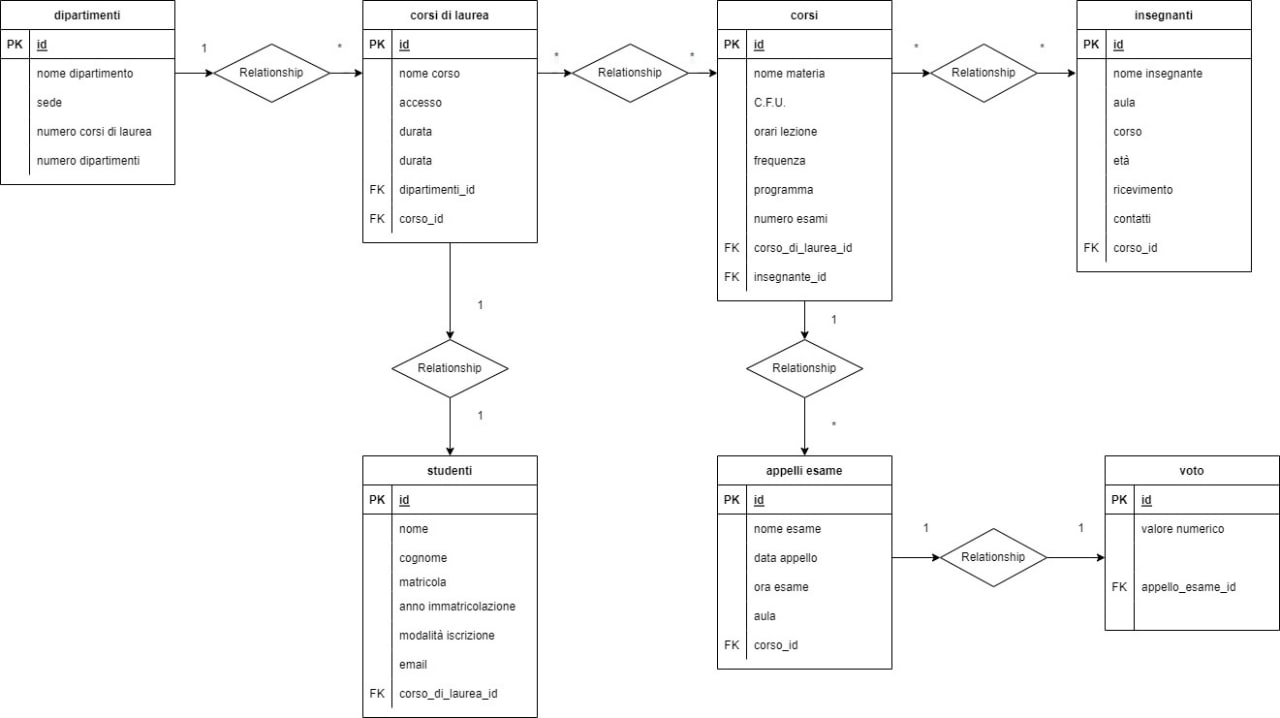 dipartimenti
PK id
nome dipartimento
sede
numero corsi di laurea
numero dipartimenti
1
Relationship
*
corsi di laurea
PK id
nome corso
accesso
durata
durata
FK dipartimenti_id
FK corso_id
*
Relationship
*
corsi
PK id
nome materia
C.F.U.
orari lezione
frequenza
programma
numero esami
FK corso_di_laurea_id
FK insegnante_id
*
Relationship
*
insegnanti
PK id
nome insegnante
aula
corso
età
ricevimento
contatti
FK corso_id
1
Relationship
1
1
Relationship
*
studenti
PK id
nome
cognome
matricola
anno immatricolazione
modalitá iscrizione
email
FK corso_di_laurea_id
appelli esame
PK id
nome esame
data appello
ora esame
aula
FK corso_id
1
Relationship
1
voto
PK id
valore numerico
FK appello_esame_id